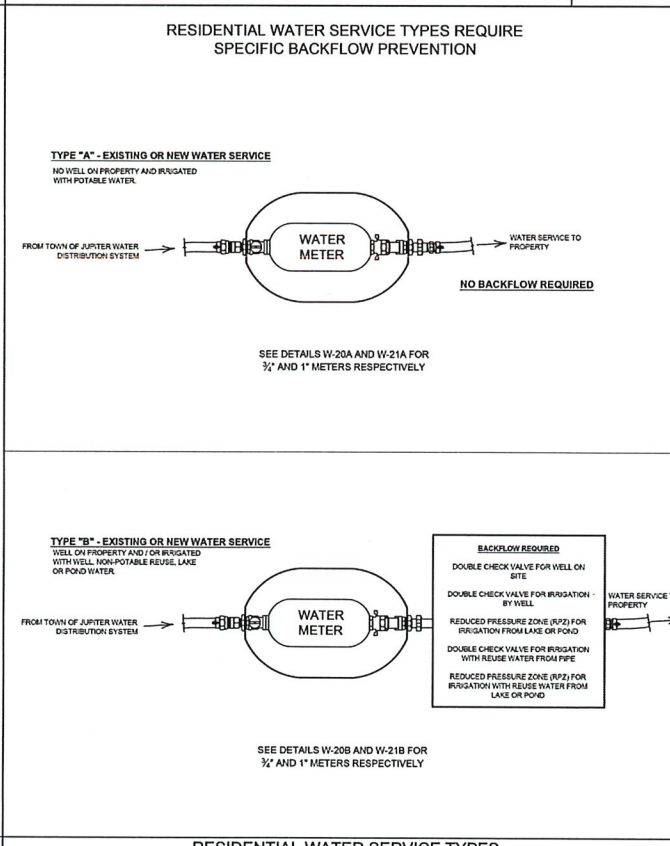 RESIDENTIAL WATER SERVICE TYPES REQUIRE
SPECIFIC BACKFLOW PREVENTION
TYPE "A" - EXISTING OR NEW WATER SERVICE
NO WELL ON PROPERTY AND IRRIGATED
WITH POTABLE WATER.
FROM TOWN OF JUPITER WATER
DISTRIBUTION SYSTEM
WATER
METER
WATER SERVICE TO
PROPERTY
NO BACKFLOW REQUIRED
SEE DETAILS W-20A AND W-21A FOR
¾" AND 1" METERS RESPECTIVELY
TYPE "B" - EXISTING OR NEW WATER SERVICE
WELL ON PROPERTY AND / OR IRRIGATED
WITH WELL, NON-POTABLE REUSE, LAKE
OR POND WATER.
FROM TOWN OF JUPITER WATER
DISTRIBUTION SYSTEM
WATER
METER
BACKFLOW REQUIRED
DOUBLE CHECK VALVE FOR WELL ON
SITE
DOUBLE CHECK VALVE FOR IRRIGATION -
BY WELL
REDUCED PRESSURE ZONE (RPZ) FOR
IRRIGATION FROM LAKE OR POND
DOUBLE CHECK VALVE FOR IRRIGATION
WITH REUSE WATER FROM PIPE
REDUCED PRESSURE ZONE (RPZ) FOR
IRRIGATION WITH REUSE WATER FROM
LAKE OR POND
WATER SERVICE
PROPERTY
SEE DETAILS W-20B AND W-21B FOR
¾" AND 1" METERS RESPECTIVELY
RESIDENTIAL WATER SERVICE TYPES